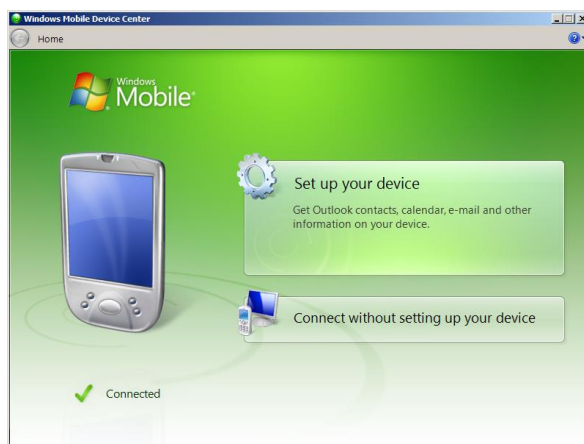 Windows Mobile Device Center
Home
Windows
Mobile
Set up your device
Get Outlook contacts, calendar, e-mail and other
information on your device.
Connect without setting up your device
Connected